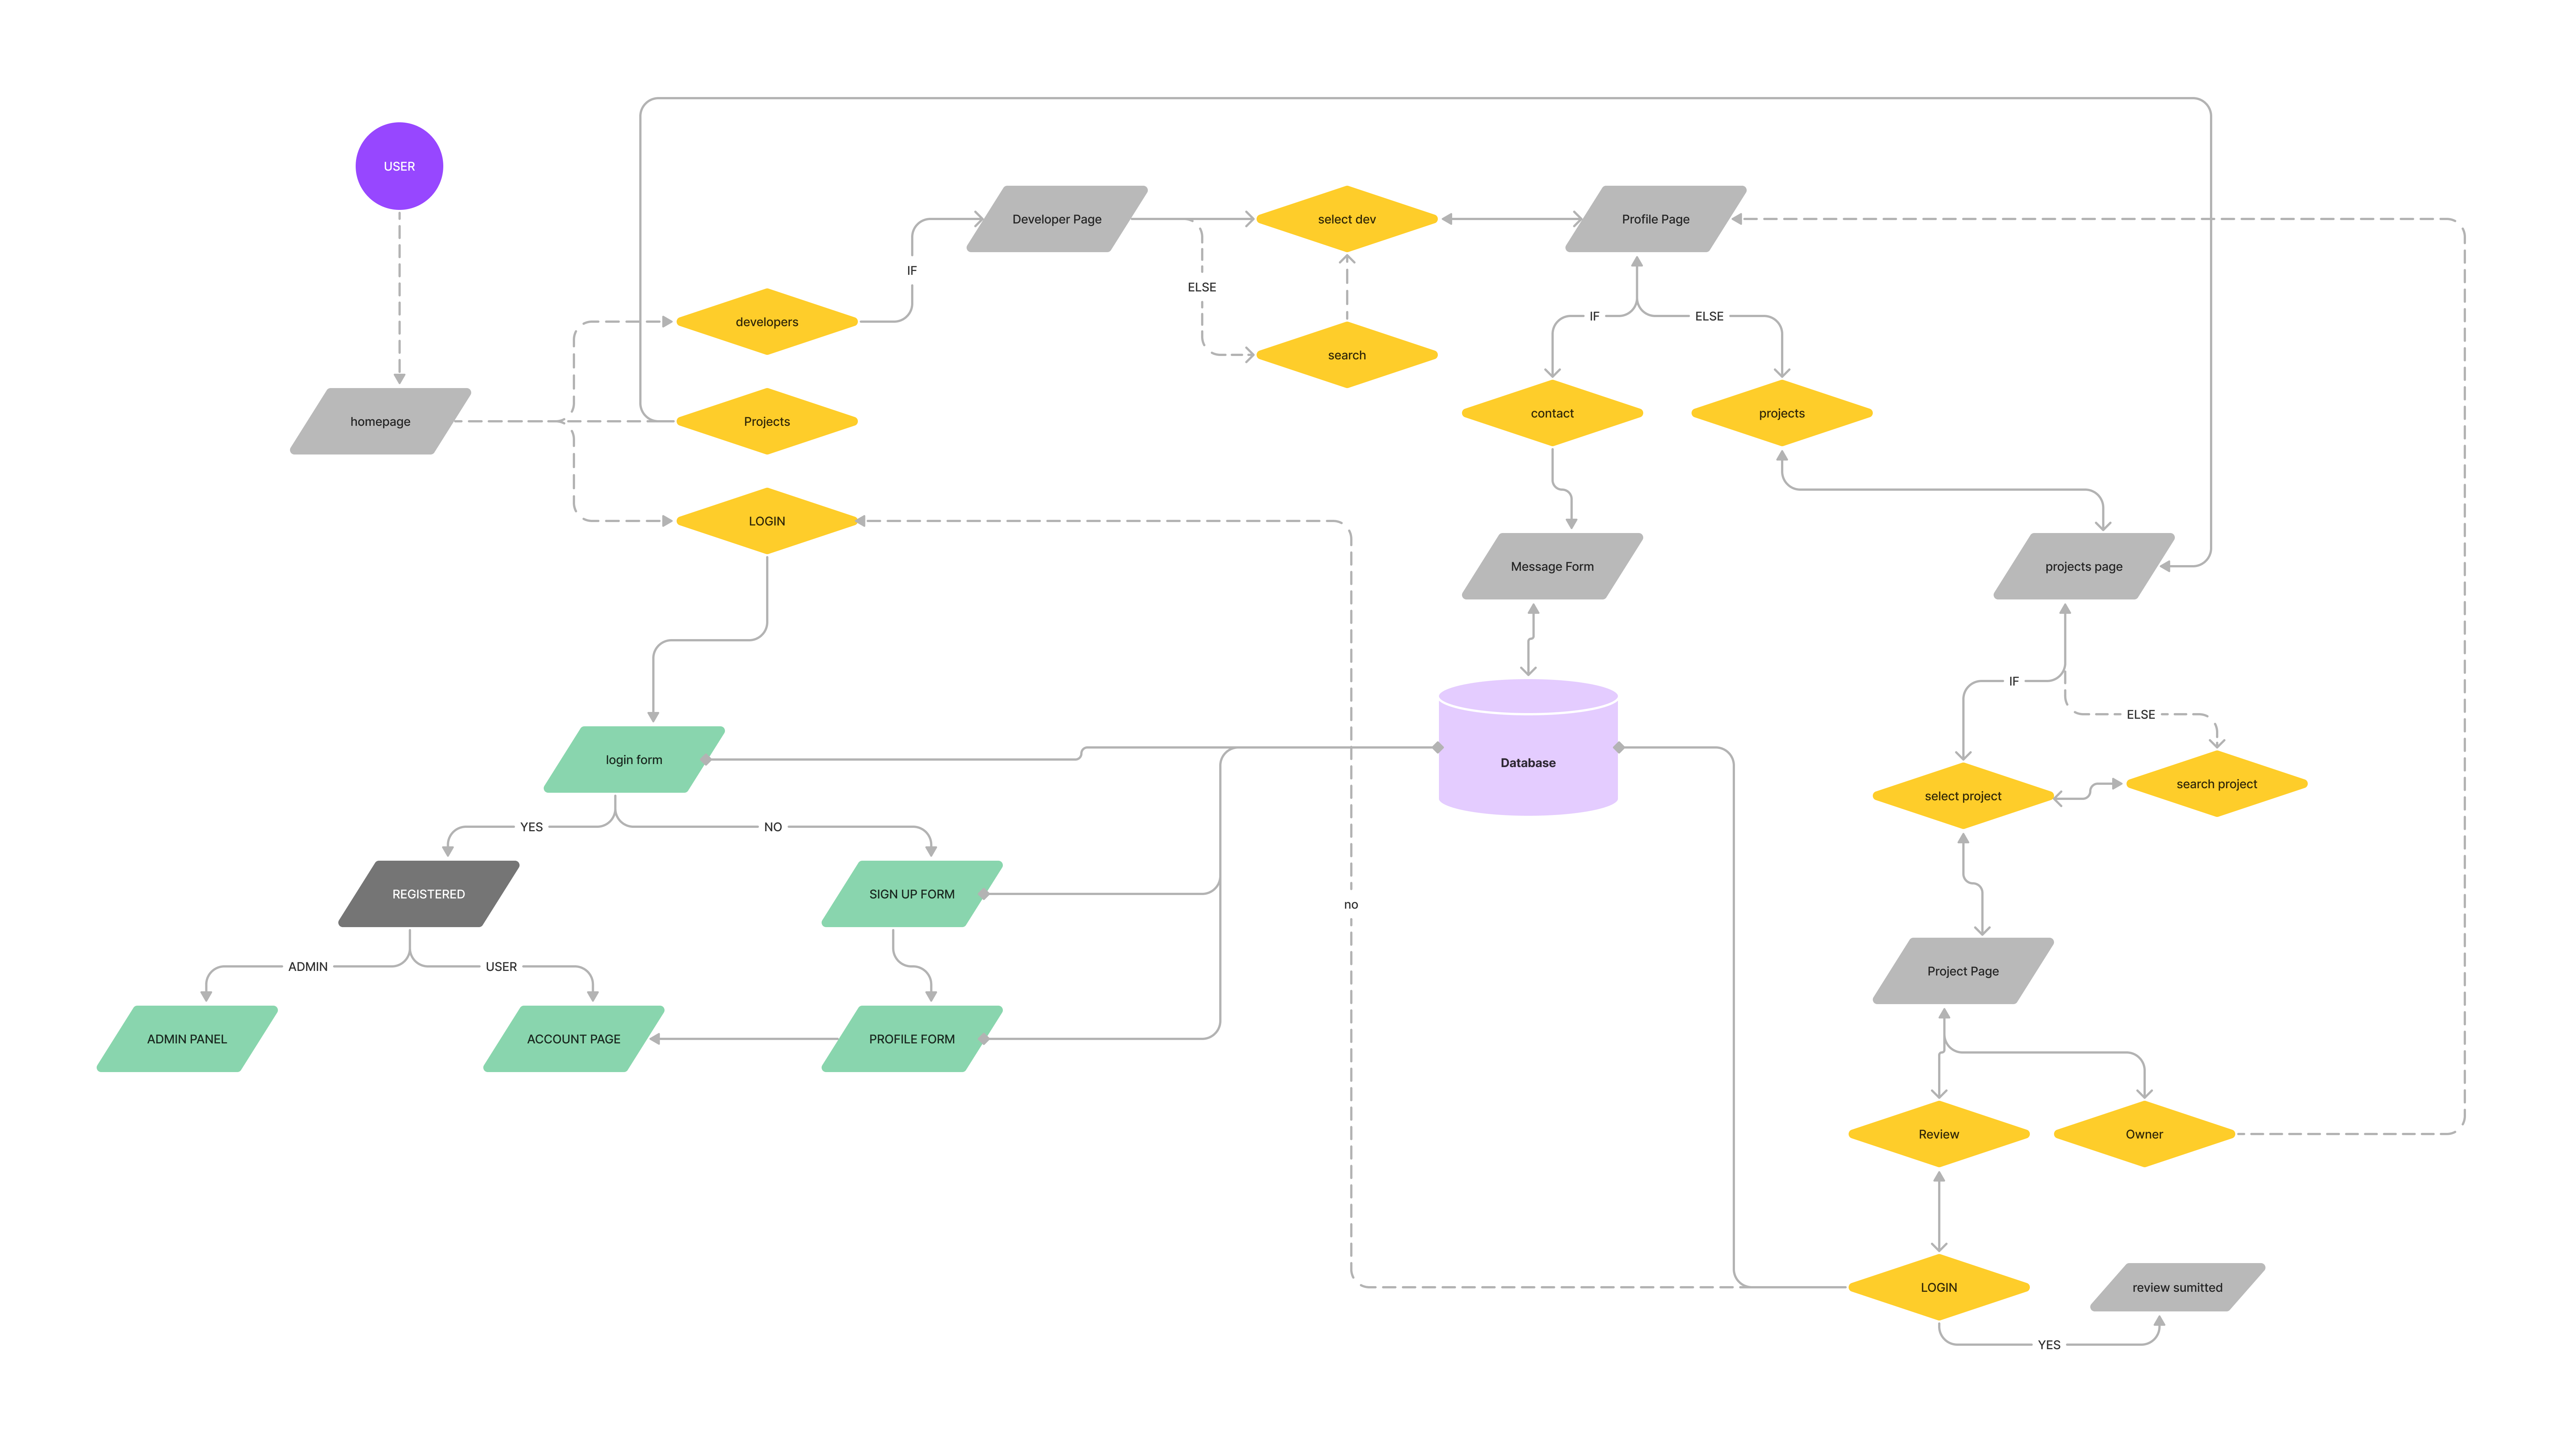 USER
Developer Page
select dev
Profile Page
IF
ELSE
developers
IF
ELSE
search
homepage
Projects
contact
projects
LOGIN
Message Form
projects page
IF
ELSE
login form
Database
select project
search project
YES
NO
REGISTERED
SIGN UP FORM
no
ADMIN
USER
Project Page
ADMIN PANEL
ACCOUNT PAGE
PROFILE FORM
Review
Owner
LOGIN
review sumitted
YES